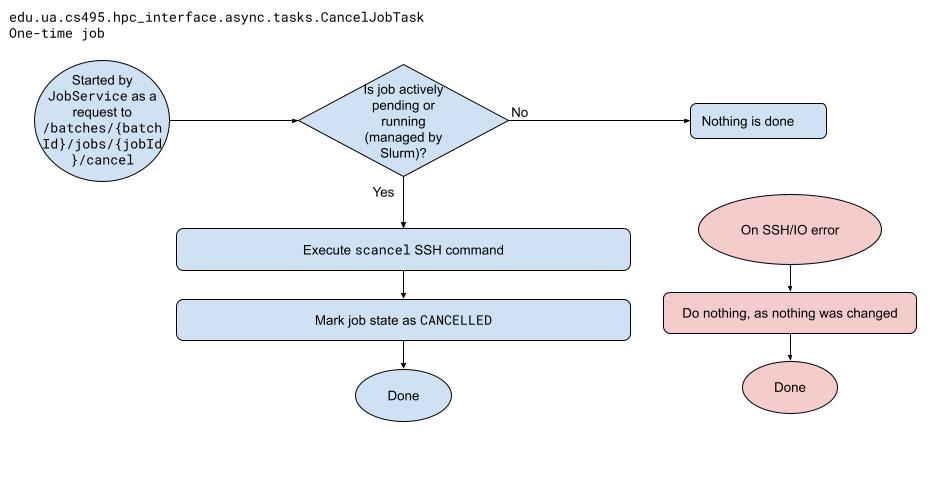 edu.ua.cs495.hpc_interface.async.tasks.CancelJobTask
One-time job
Started by
JobService as a
request to
/batches/{batch
Id}/jobs/{jobId
}/cancel
Is job actively
pending or
running
(managed by
Slurm)?
No
Nothing is done
Yes
Execute scancel SSH command
Mark job state as CANCELLED
Done
On SSH/IO error
Do nothing, as nothing was changed
Done